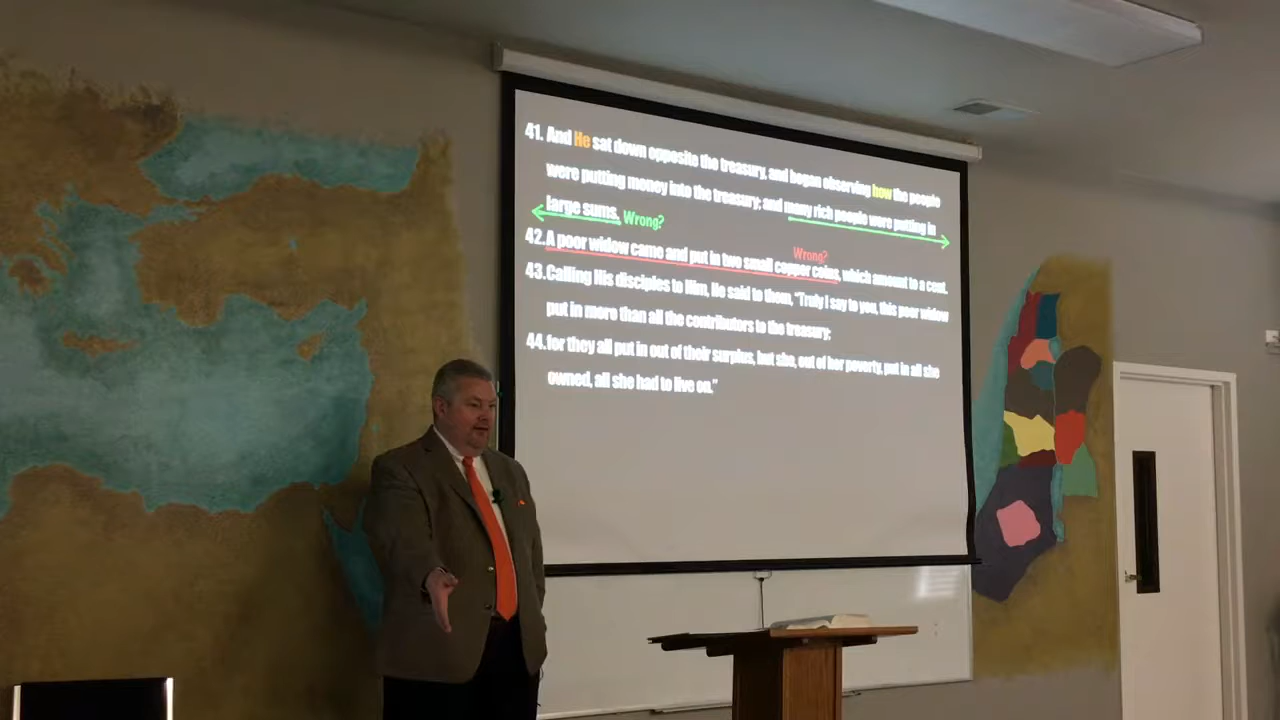 41. And He sat down opposite the treasury, and began observing how the people
were putting money into the treasury; and many rich people were putting in
large sums. Wrong?
Wrong?
42. A poor widow came and put in two small copper coins, which amount to a cent.
43. Calling His disciples to Him, He said to them, "Truly I say to you, this poor widow
put in more than all the contributors to the treasury;
44. for they all put in out of their surplus, but she, out of her poverty, put in all she
owned, all she had to live on."